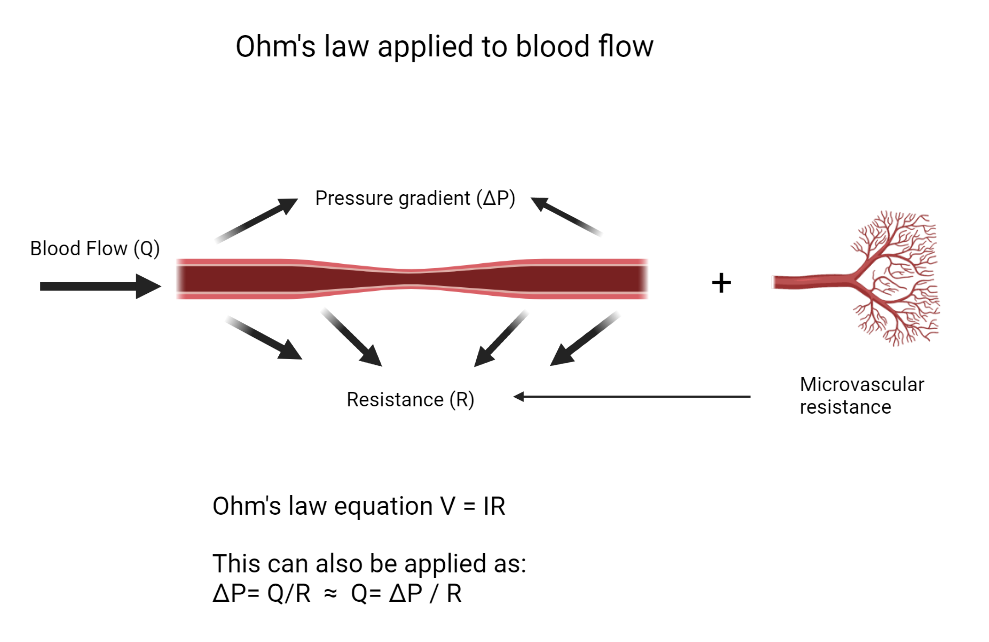 Ohm's law applied to blood flow
Pressure gradient (ΔP)
Blood Flow (Q)
+
Resistance (R)
Microvascular
resistance
Ohm's law equation V = IR
This can also be applied as:
ΔP= Q/R ≈ Q= ΔP / R